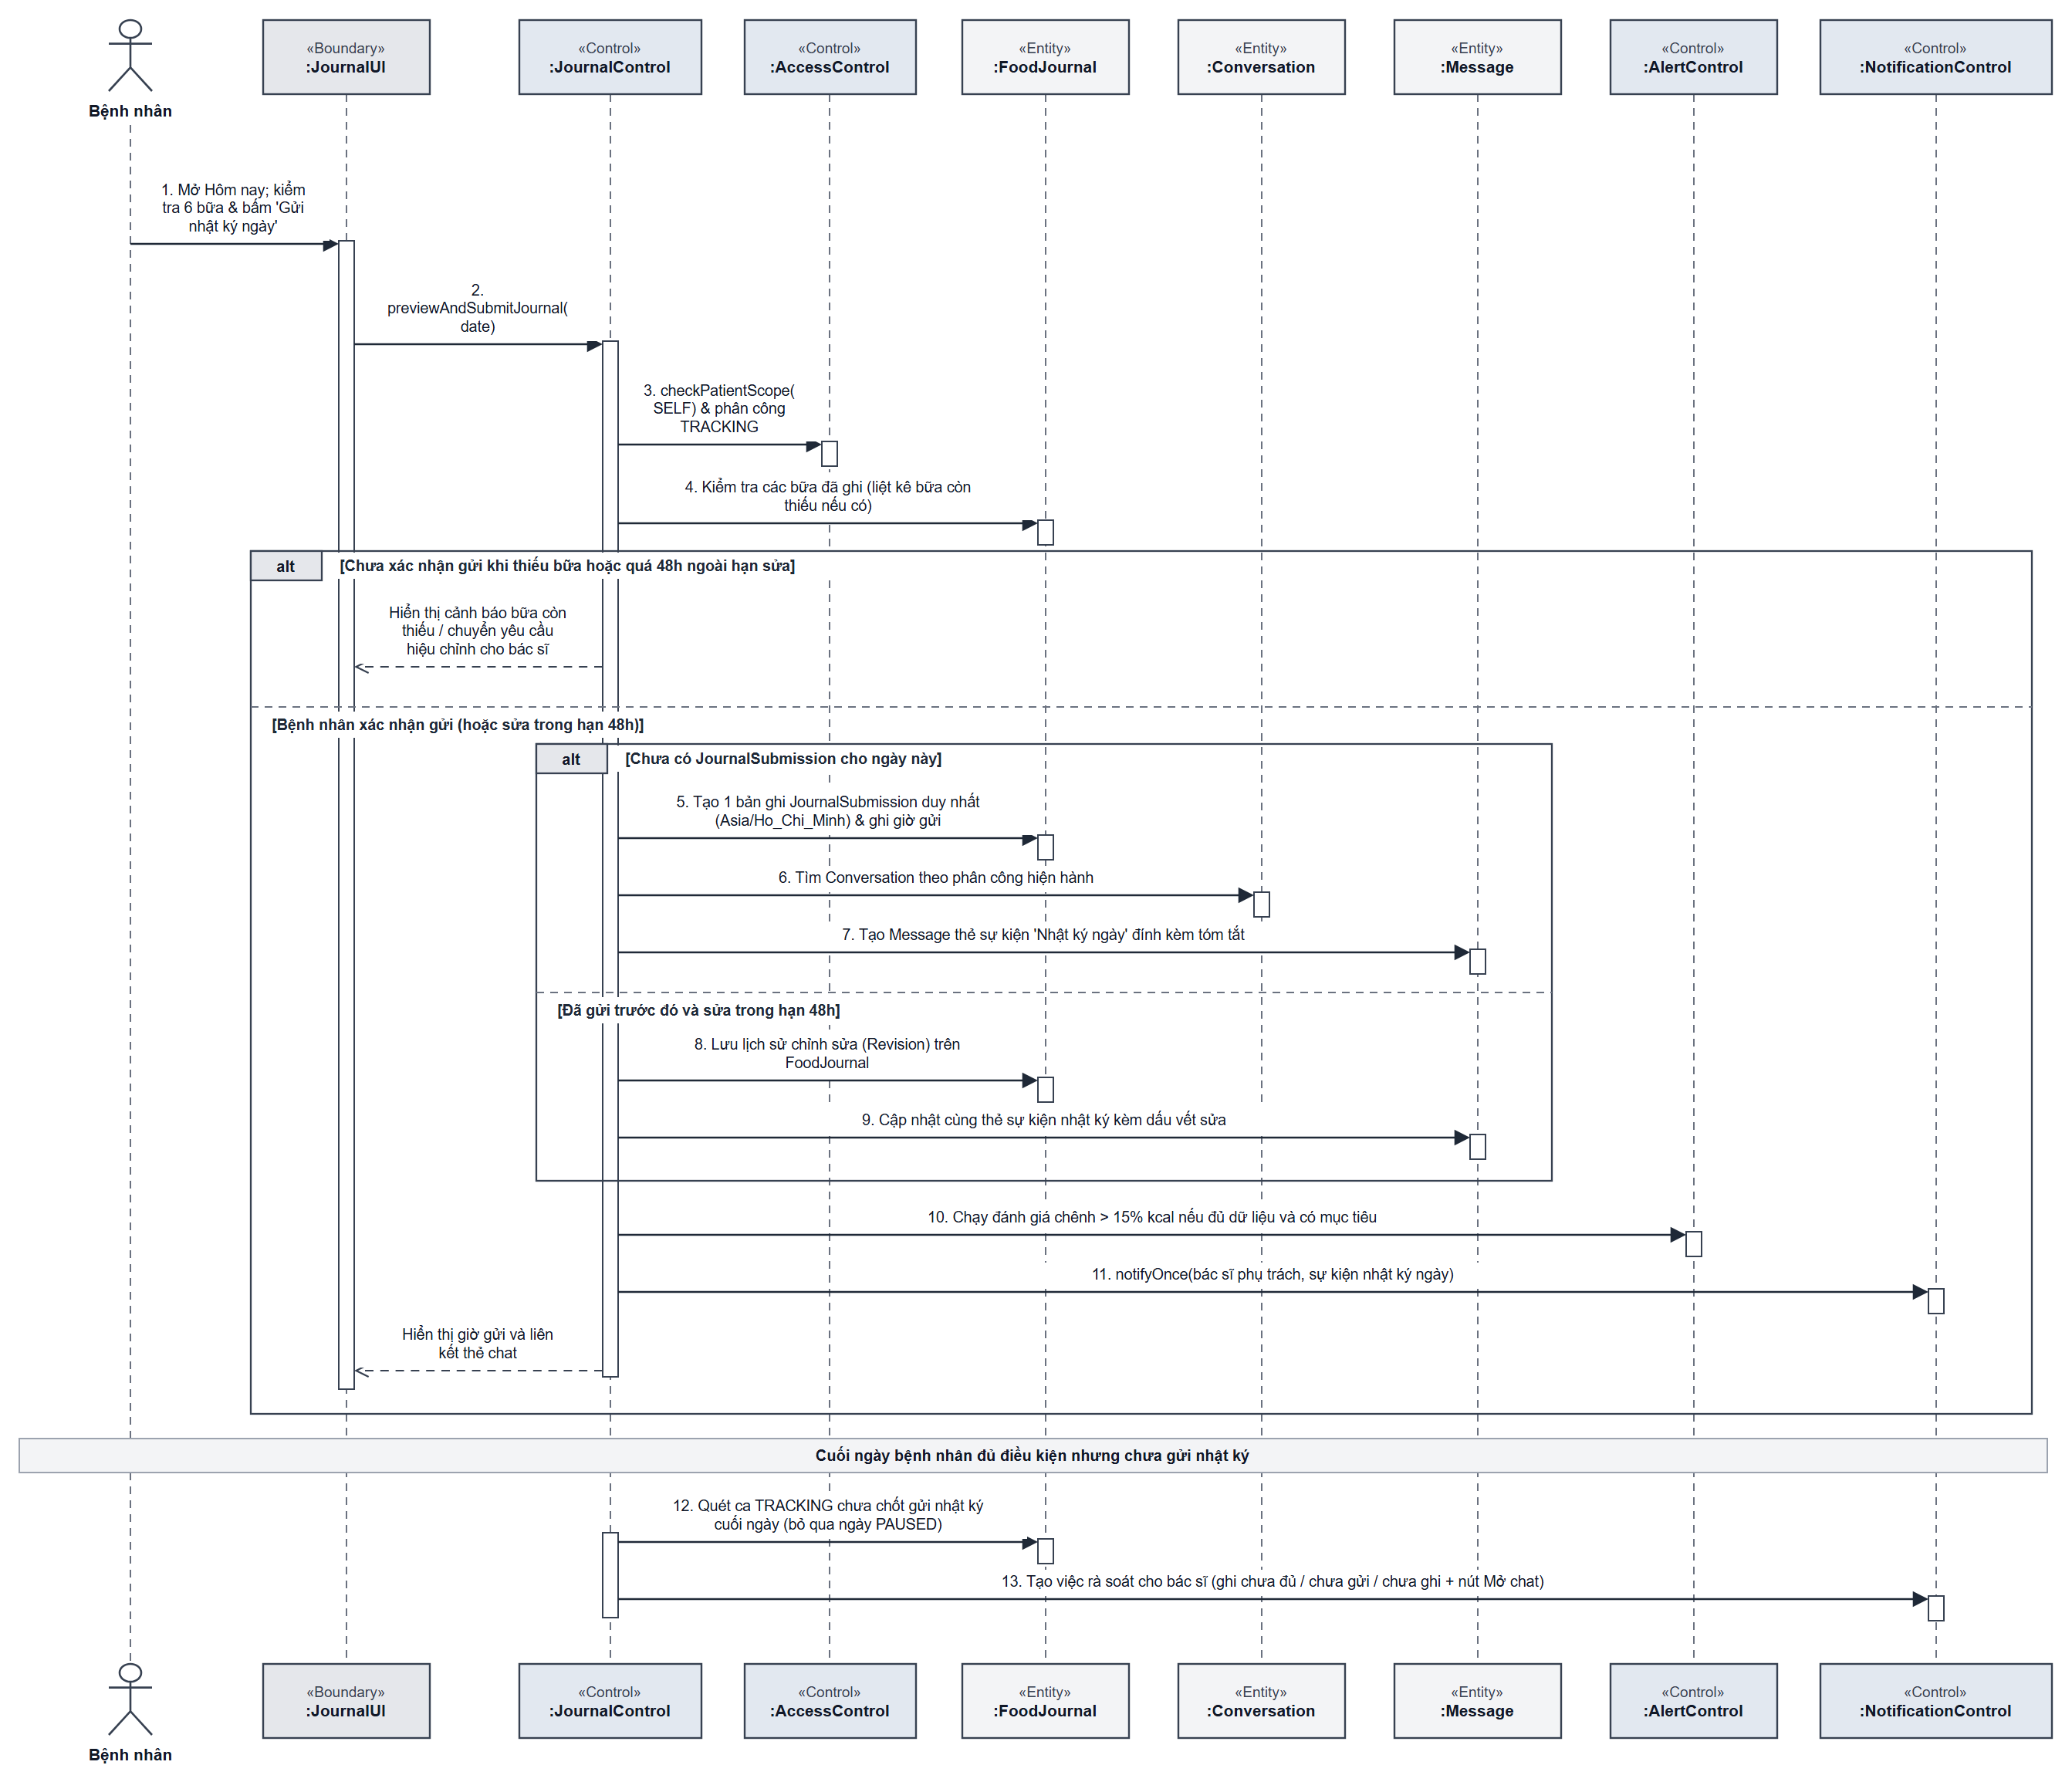 «Boundary»
:JournalUI
«Control»
:JournalControl
«Control»
:AccessControl
«Entity»
:FoodJournal
«Entity»
:Conversation
«Entity»
:Message
«Control»
:AlertControl
«Control»
:NotificationControl
Bệnh nhân
1. Mở Hôm nay; kiểm
tra 6 bữa & bấm 'Gửi
nhật ký ngày'
2.
previewAndSubmitJournal(
date)
3. checkPatientScope(
SELF) & phân công
TRACKING
4. Kiểm tra các bữa đã ghi (liệt kê bữa còn
thiếu nếu có)
alt
[Chưa xác nhận gửi khi thiếu bữa hoặc quá 48h ngoài hạn sửa]
Hiển thị cảnh báo bữa còn
thiếu / chuyển yêu cầu
hiệu chỉnh cho bác sĩ
[Bệnh nhân xác nhận gửi (hoặc sửa trong hạn 48h)]
alt
[Chưa có JournalSubmission cho ngày này]
5. Tạo 1 bản ghi JournalSubmission duy nhất
(Asia/Ho_Chi_Minh) & ghi giờ gửi
6. Tìm Conversation theo phân công hiện hành
7. Tạo Message thẻ sự kiện 'Nhật ký ngày' đính kèm tóm tắt
[Đã gửi trước đó và sửa trong hạn 48h]
8. Lưu lịch sử chỉnh sửa (Revision) trên
FoodJournal
9. Cập nhật cùng thẻ sự kiện nhật ký kèm dấu vết sửa
10. Chạy đánh giá chênh > 15% kcal nếu đủ dữ liệu và có mục tiêu
11. notifyOnce(bác sĩ phụ trách, sự kiện nhật ký ngày)
Hiển thị giờ gửi và liên
kết thẻ chat
Cuối ngày bệnh nhân đủ điều kiện nhưng chưa gửi nhật ký
12. Quét ca TRACKING chưa chốt gửi nhật ký
cuối ngày (bỏ qua ngày PAUSED)
13. Tạo việc rà soát cho bác sĩ (ghi chưa đủ / chưa gửi / chưa ghi + nút Mở chat)
«Boundary»
:JournalUI
«Control»
:JournalControl
«Control»
:AccessControl
«Entity»
:FoodJournal
«Entity»
:Conversation
«Entity»
:Message
«Control»
:AlertControl
«Control»
:NotificationControl
Bệnh nhân